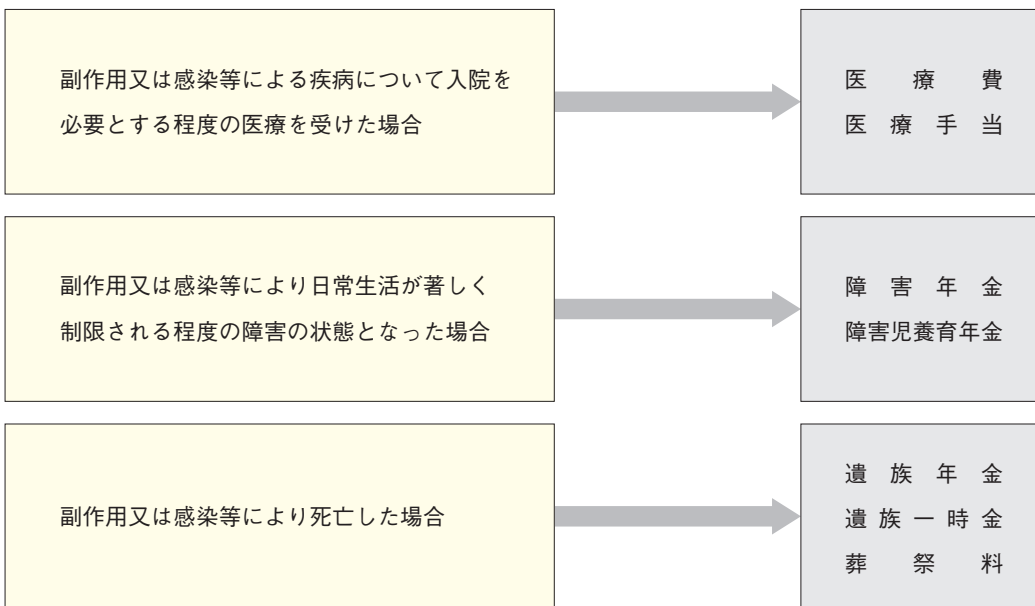 副作用又は感染等による疾病について入院を
必要とする程度の医療を受けた場合
医療費
医療手当
副作用又は感染等により日常生活が著しく
制限される程度の障害の状態となった場合
障害年金
障害児養育年金
副作用又は感染等により死亡した場合
遺族年金
遺族一時金
葬祭料